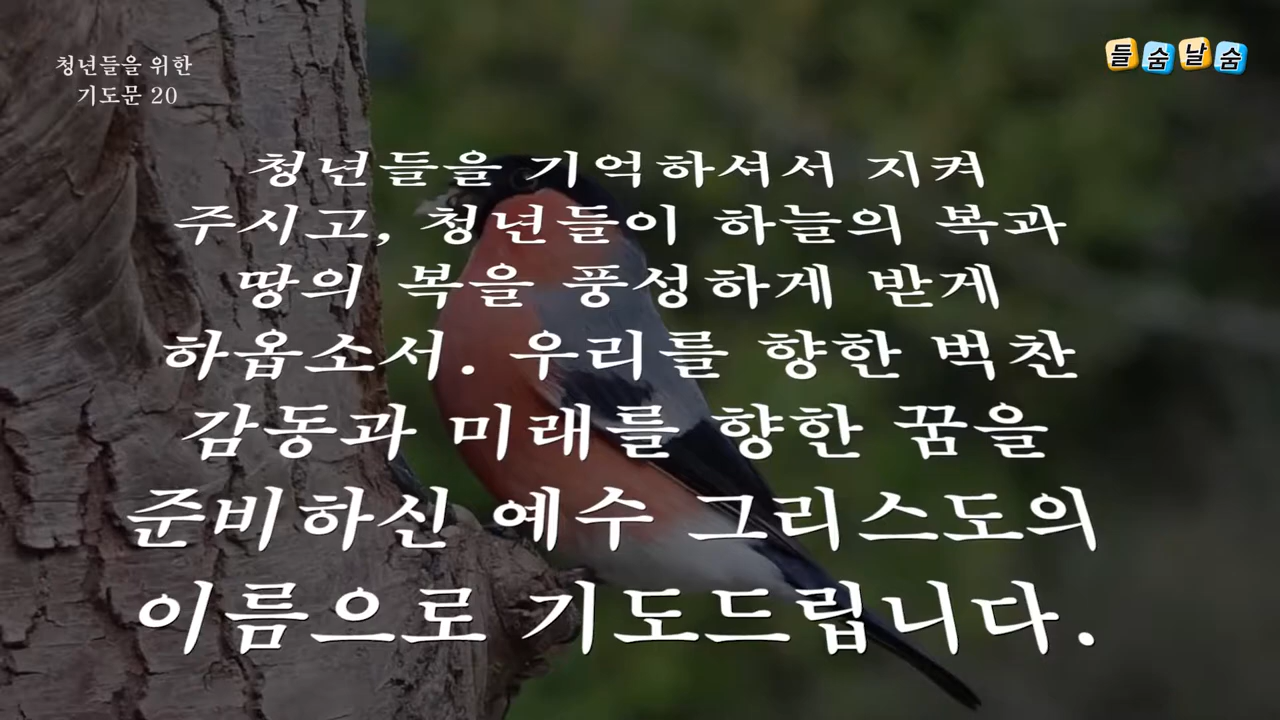 청년들을 위한
기도문 20
들숨날숨
청년들을 기억하셔서 지켜
주시고, 청년들이 하늘의 복과
땅의 복을 풍성하게 받게
하옵소서. 우리를 향한 벅찬
감동과 미래를 향한 꿈을
준비하신 예수 그리스도의
이름으로 기도드립니다.